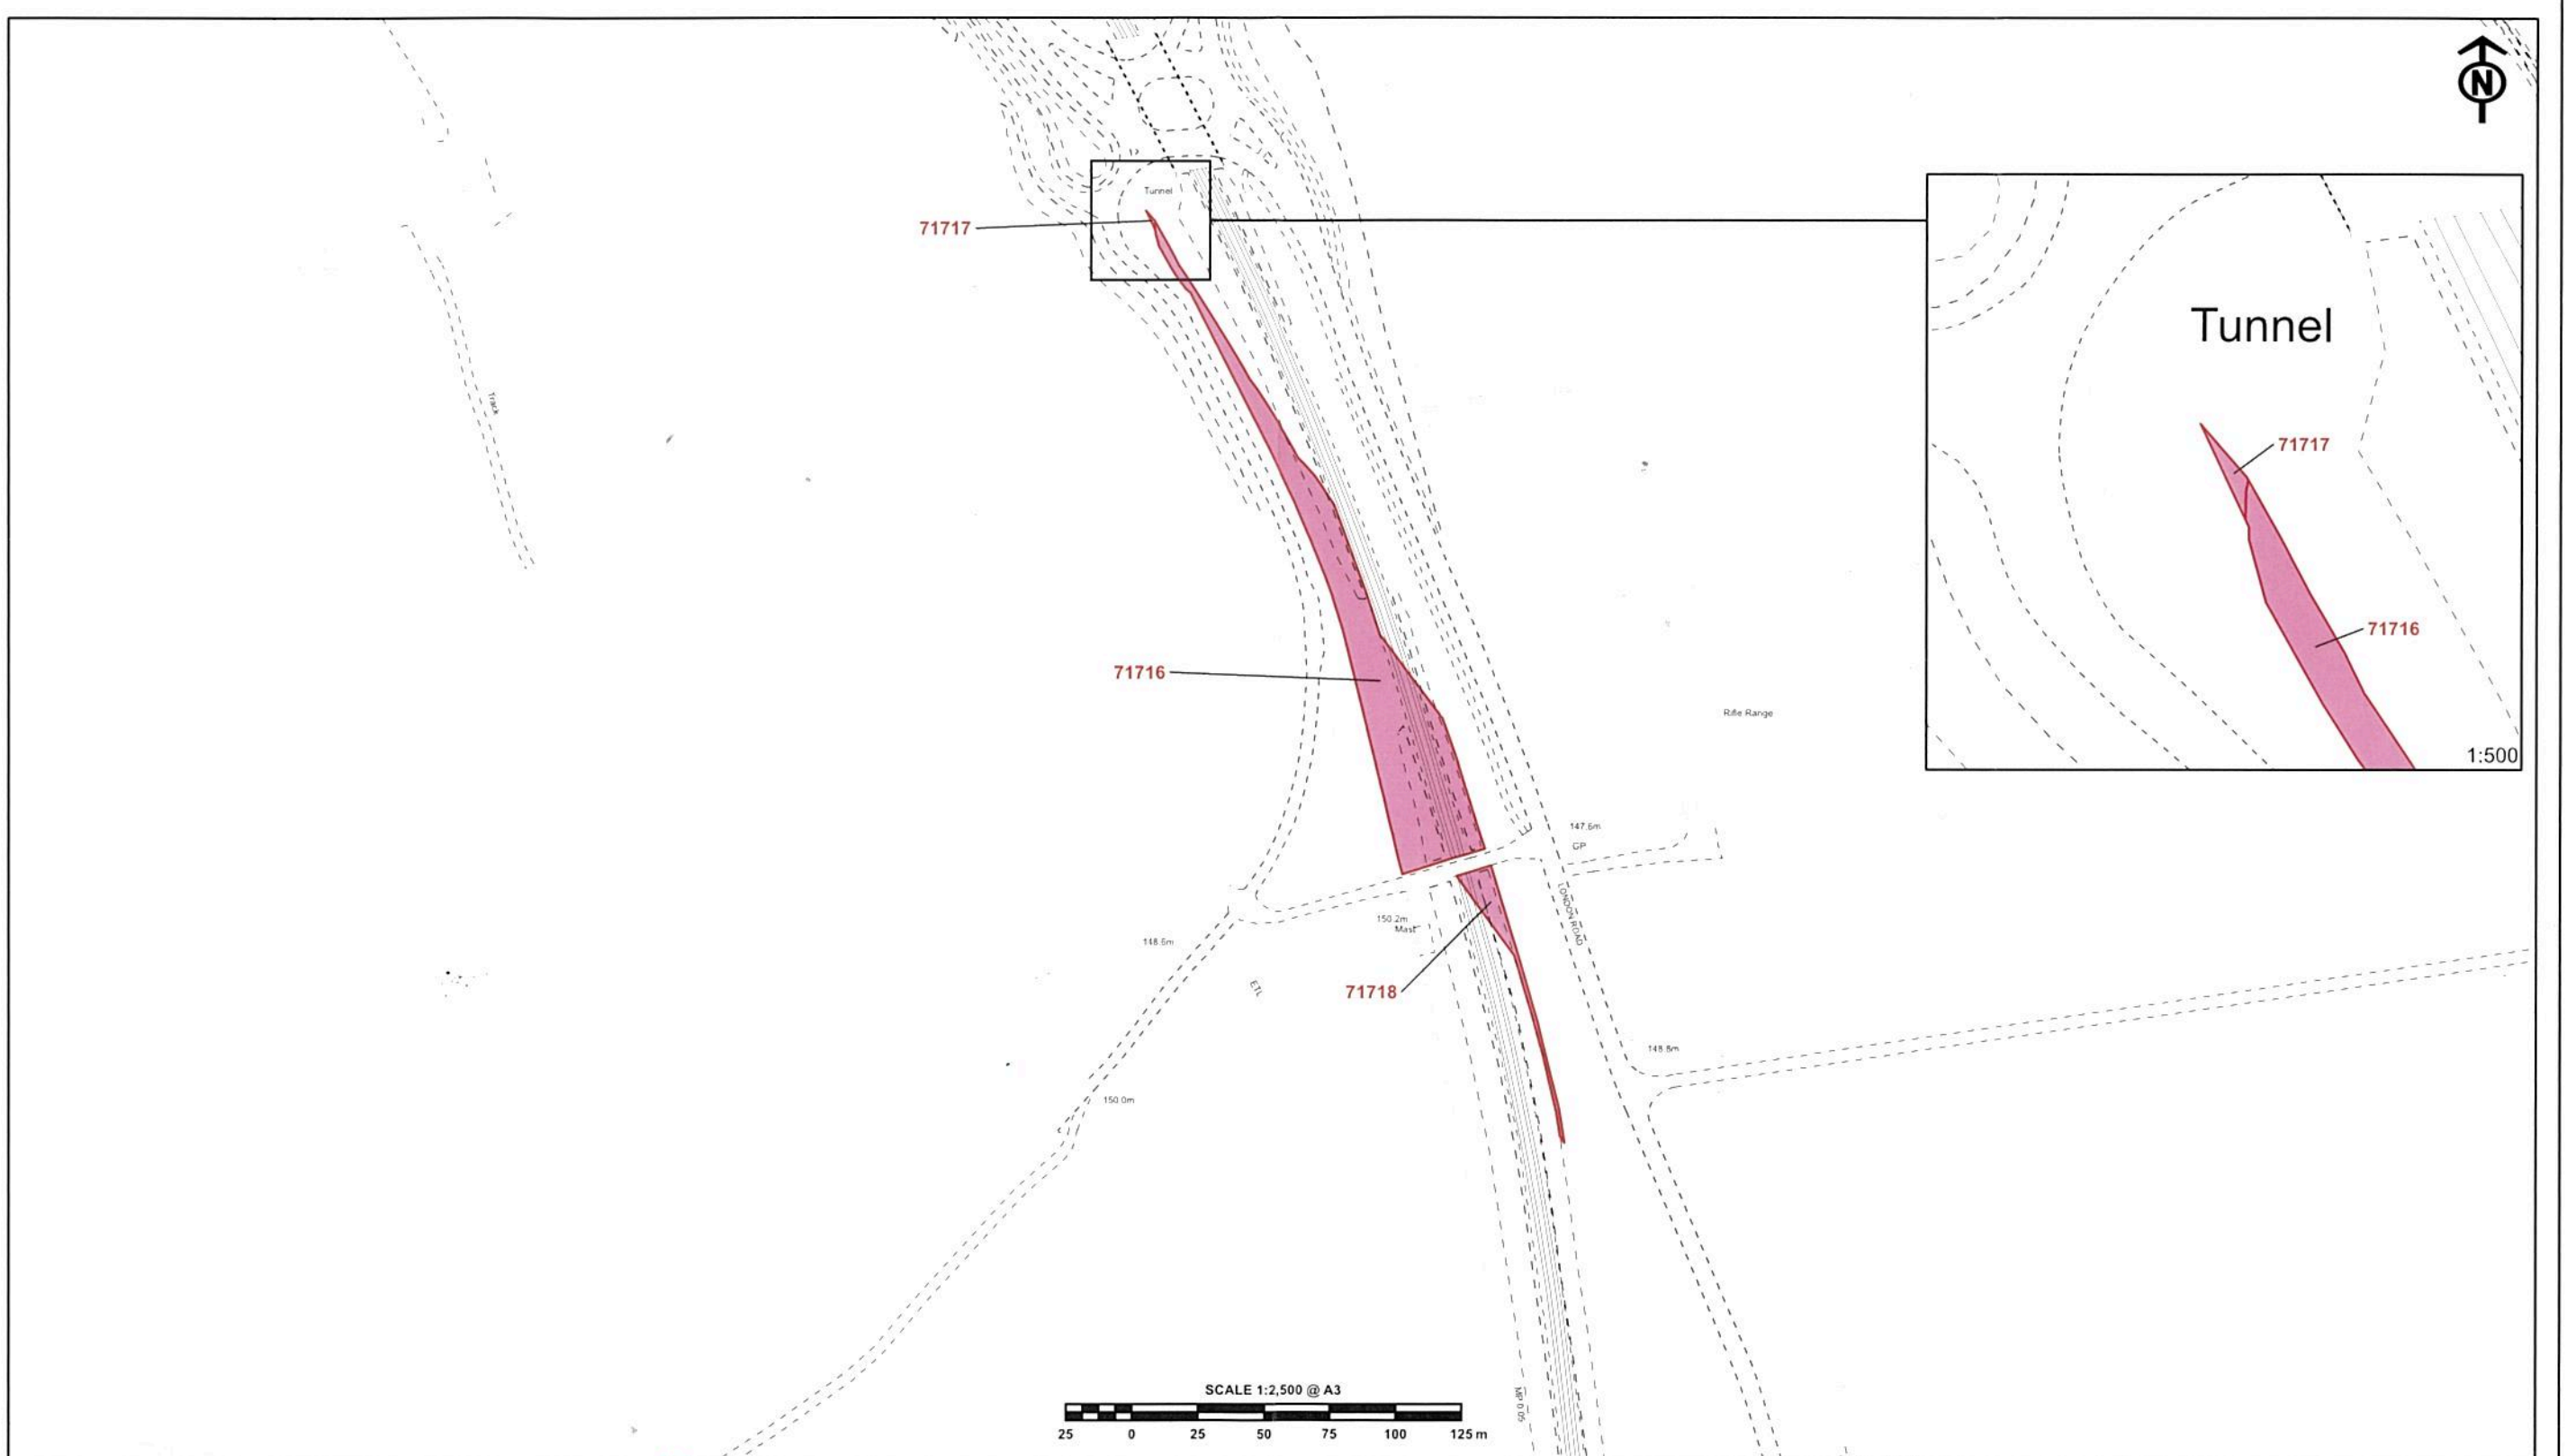 N
Tunnel
71717
Tunnel
71717
71716
1:500
Track
71716
Rifle Range
147.6m
GP
LONDON ROAD
150.2m
Mast
148.6m
ETL
71718
148.8m
150.0m
MP 0.05
SCALE 1:2,500 @ A3
25 0 25 50 75 100 125 m